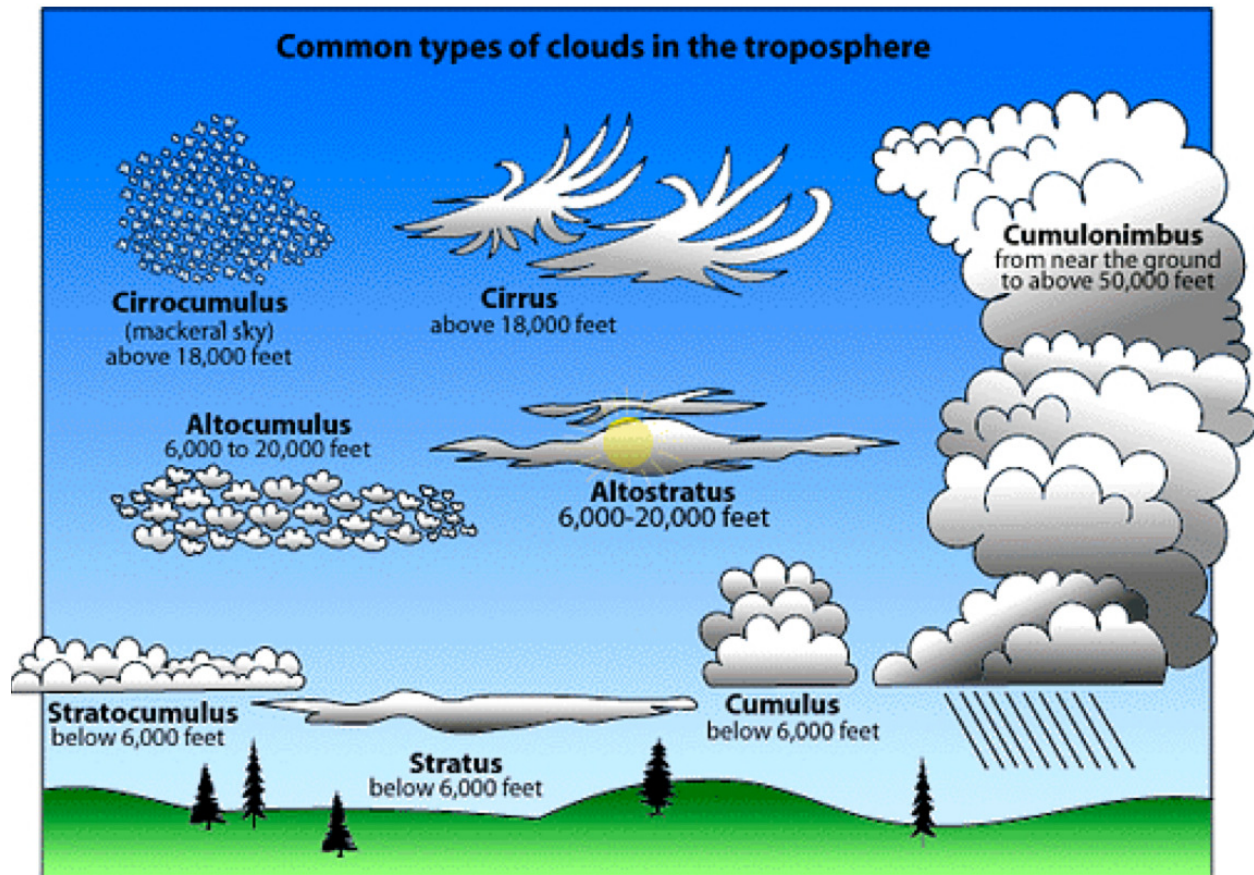 Common types of clouds in the troposphere
Cirrocumulus
(mackeral sky)
above 18,000 feet
Cirrus
above 18,000 feet
Cumulonimbus
from near the ground
to above 50,000 feet
Altocumulus
6,000 to 20,000 feet
Altostratus
6,000-20,000 feet
Stratocumulus
below 6,000 feet
Stratus
below 6,000 feet
Cumulus
below 6,000 feet